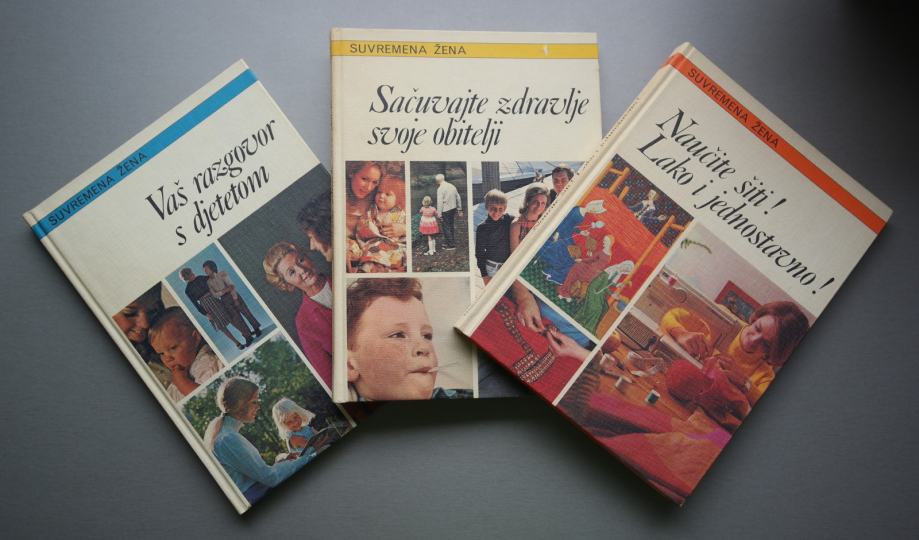 SUVREMENA ŽENA
Vaš razgovor
s djetetom
SUVREMENA ŽENA
Sačuvajte zdravlje
svoje obitelji
SUVREMENA ŽENA
Naučite šiti!
Lako i jednostavno!